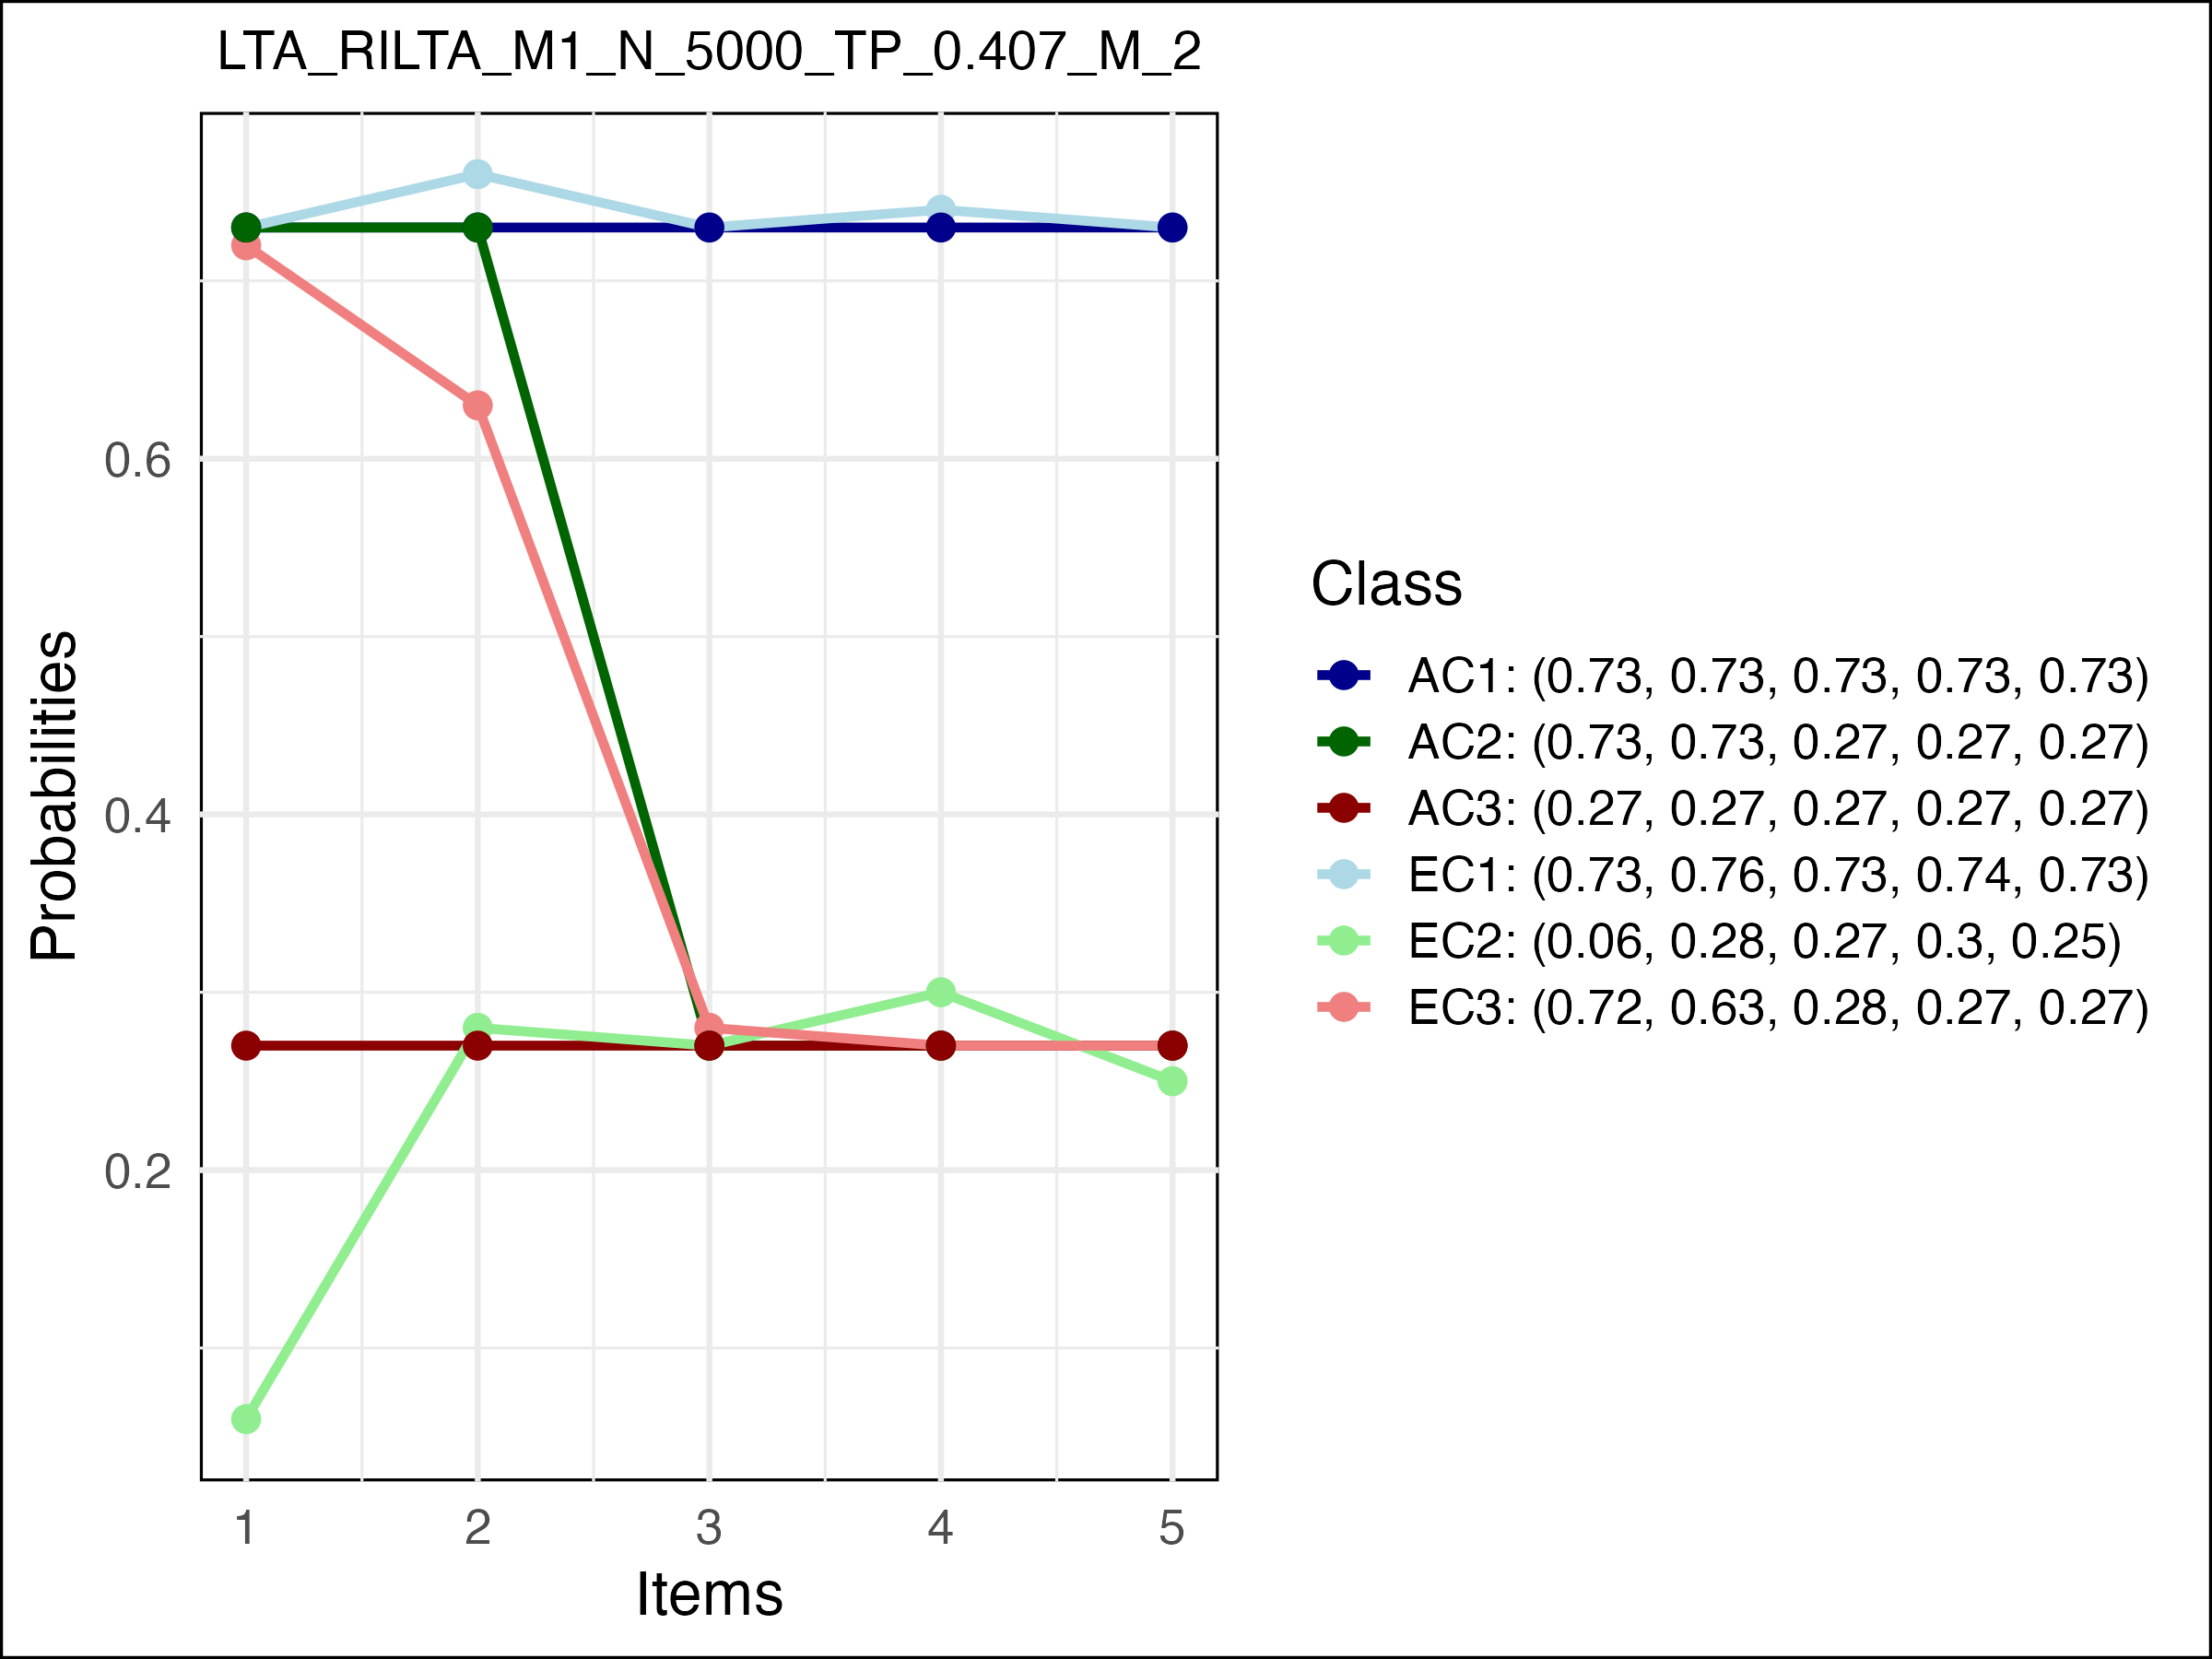 LTA_RILTA_M1_N_5000_TP_0.407_M_2
Probabilities
0.6
0.4
0.2
1 2 3 4 5
Items
Class
AC1: (0.73, 0.73, 0.73, 0.73, 0.73)
AC2: (0.73, 0.73, 0.27, 0.27, 0.27)
AC3: (0.27, 0.27, 0.27, 0.27, 0.27)
EC1: (0.73, 0.76, 0.73, 0.74, 0.73)
EC2: (0.06, 0.28, 0.27, 0.3, 0.25)
EC3: (0.72, 0.63, 0.28, 0.27, 0.27)